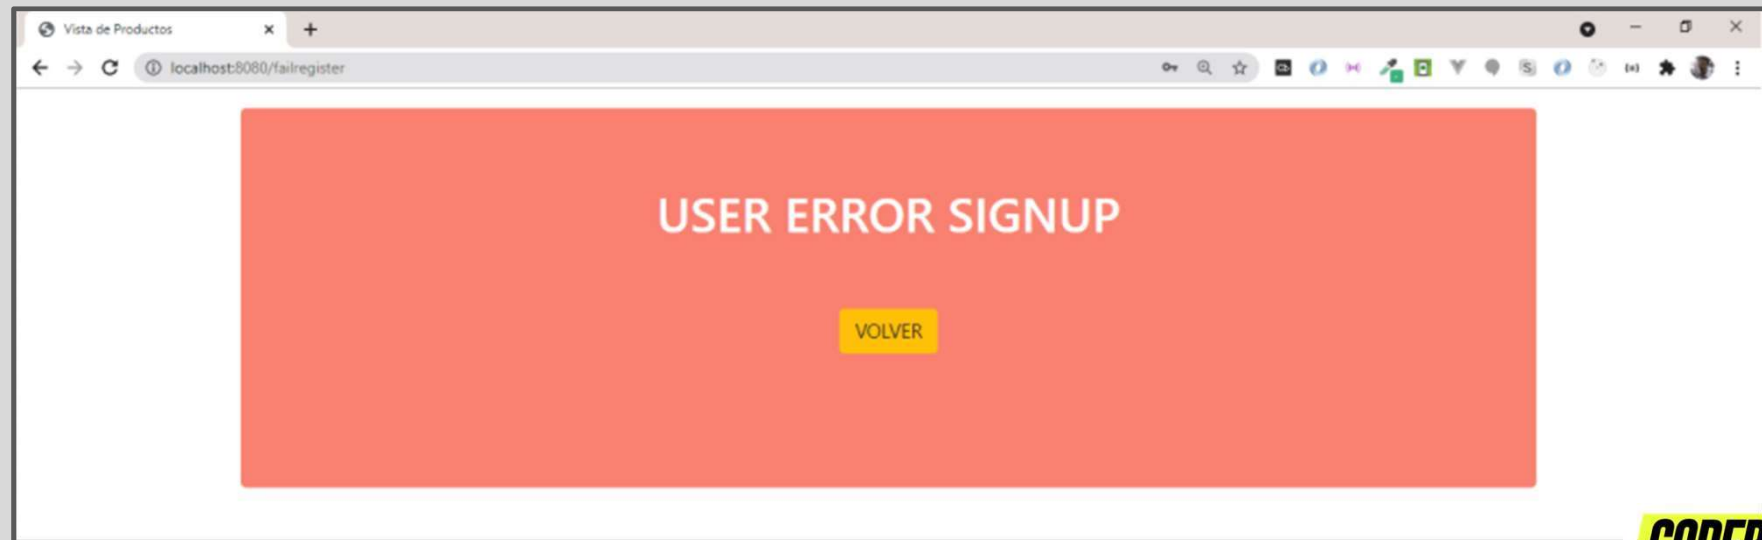 Vista de Productos
localhost:8080/failregister
USER ERROR SIGNUP
VOLVER